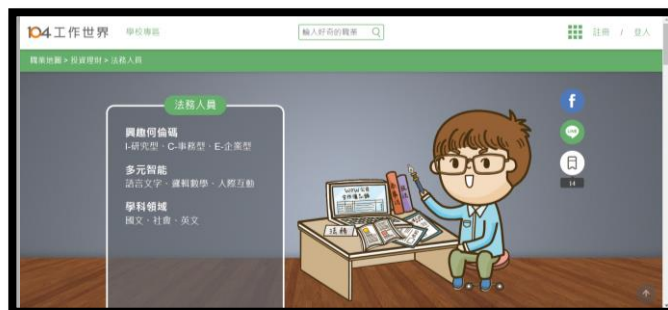 104工作世界 學校專區 輸入好奇的職業 註冊 / 登入
職業地圖 > 投資理財 > 法務人員
法務人員
興趣何倫碼
I-研究型、C-事務型、E-企業型
多元智能
語言文字、邏輯數學、人際互動
學科領域
國文、社會、英文
法務
f
LINE
14